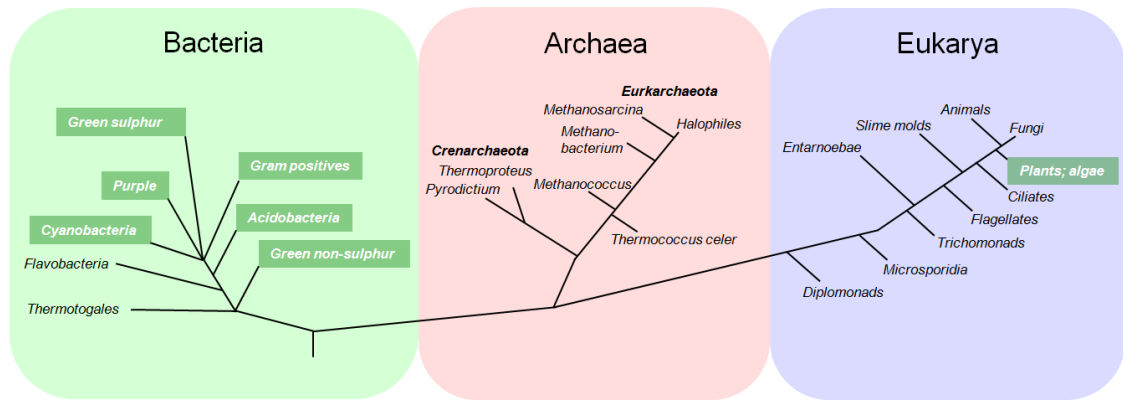 Bacteria
Green sulphur
Gram positives
Purple
Acidobacteria
Cyanobacteria
Green non-sulphur
Flavobacteria
Thermotogales
Archaea
Eurkarchaeota
Methanosarcina
Halophiles
Methano-
bacterium
Crenarchaeota
Thermoproteus
Pyrodictium
Methanococcus
Thermococcus celer
Eukarya
Animals
Slime molds
Fungi
Entarnoebae
Plants; algae
Ciliates
Flagellates
Trichomonads
Microsporidia
Diplomonads